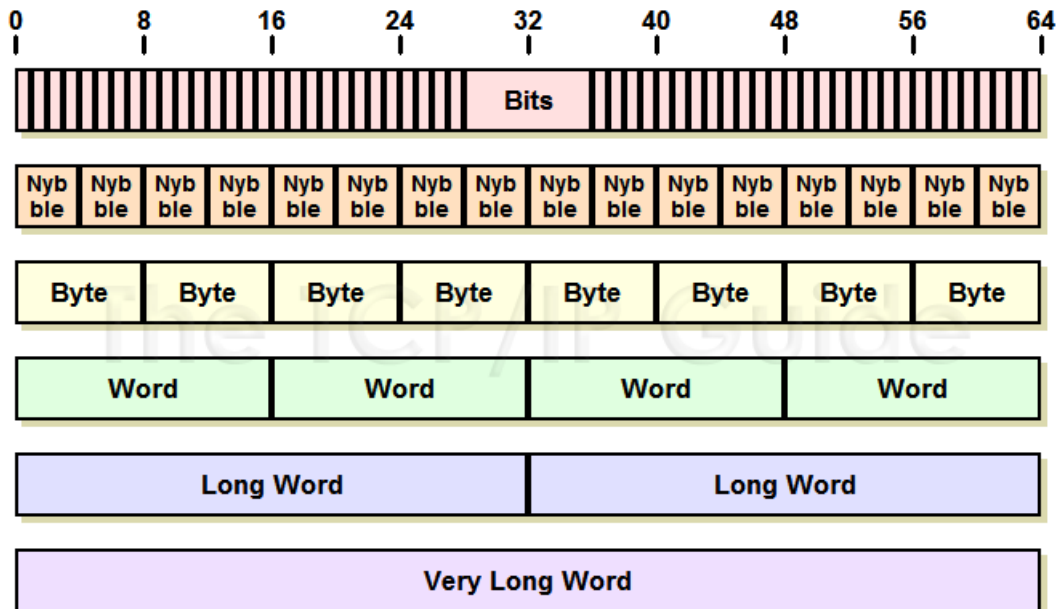 0 8 16 24 32 40 48 56 64
Bits
Nyb Nyb Nyb Nyb Nyb Nyb Nyb Nyb Nyb Nyb Nyb Nyb Nyb Nyb Nyb Nyb
ble ble ble ble ble ble ble ble ble ble ble ble ble ble ble ble
Byte Byte Byte Byte Byte Byte Byte Byte
The TCP/IP Guide
Word Word Word Word
Long Word Long Word
Very Long Word